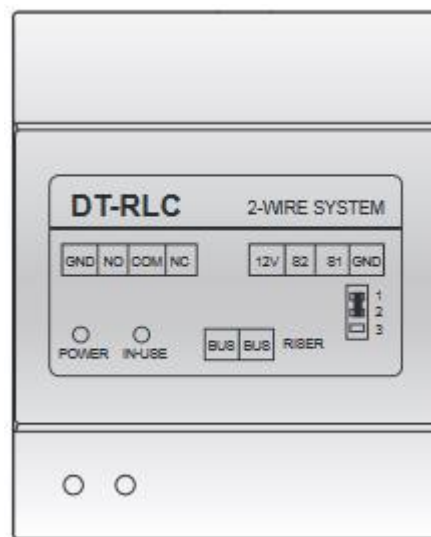 DT-RLC 2-WIRE SYSTEM
GND NO COM NC 12V S2 S1 GND
1
2
3
POWER IN-USE BUS BUS RISER